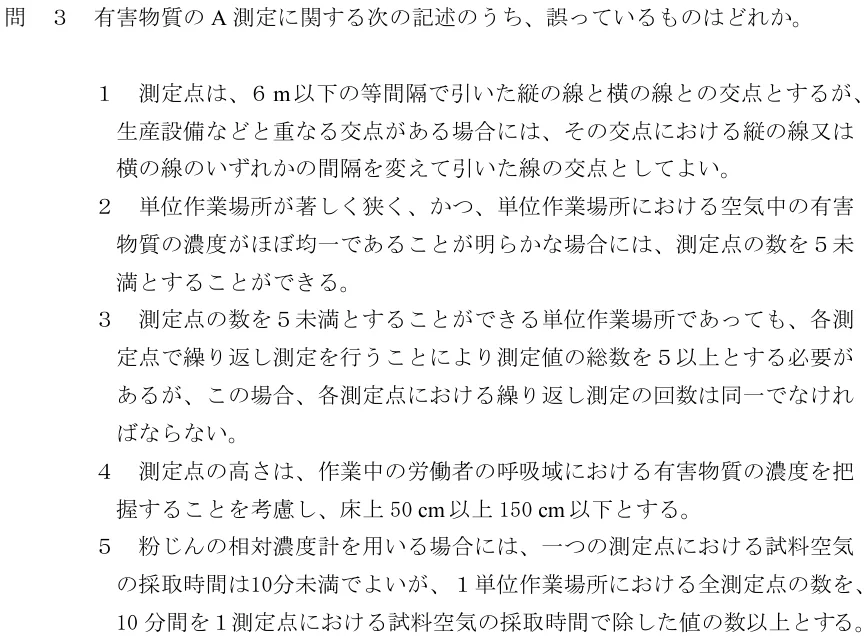 問　３　有害物質の A 測定に関する次の記述のうち、誤っているものはどれか。
１　測定点は、６ m以下の等間隔で引いた縦の線と横の線との交点とするが、
生産設備などと重なる交点がある場合には、その交点における縦の線又は
横の線のいずれかの間隔を変えて引いた線の交点としてよい。
２　単位作業場所が著しく狭く、かつ、単位作業場所における空気中の有害
物質の濃度がほぼ均一であることが明らかな場合には、測定点の数を５未
満とすることができる。
３　測定点の数を５未満とすることができる単位作業場所であっても、各測
定点で繰り返し測定を行うことにより測定値の総数を５以上とする必要が
あるが、この場合、各測定点における繰り返し測定の回数は同一でなけれ
ばならない。
４　測定点の高さは、作業中の労働者の呼吸域における有害物質の濃度を把
握することを考慮し、床上 50 cm以上 150 cm以下とする。
５　粉じんの相対濃度計を用いる場合には、一つの測定点における試料空気
の採取時間は10分未満でよいが、１単位作業場所における全測定点の数を、
10 分間を１測定点における試料空気の採取時間で除した値の数以上とする。